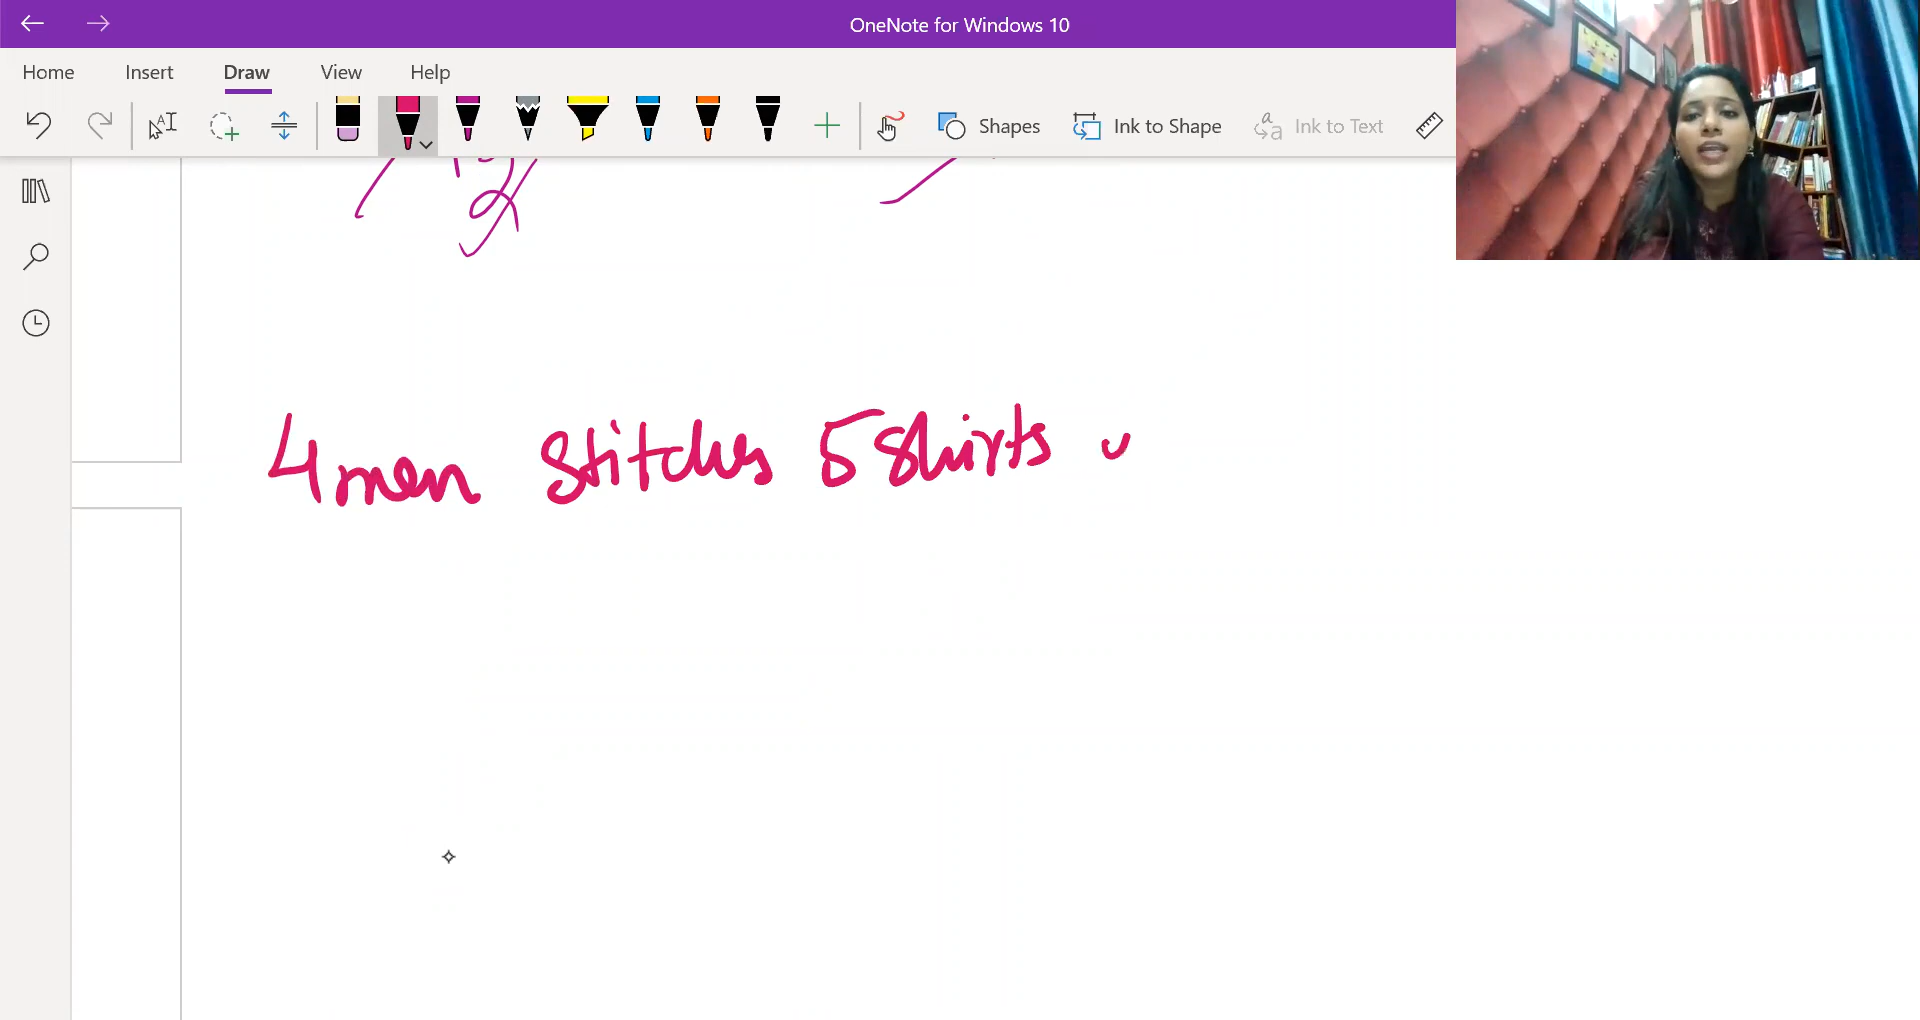 OneNote for Windows 10
Home Insert Draw View Help
Shapes Ink to Shape Ink to Text
4 men stitches 5 shirts